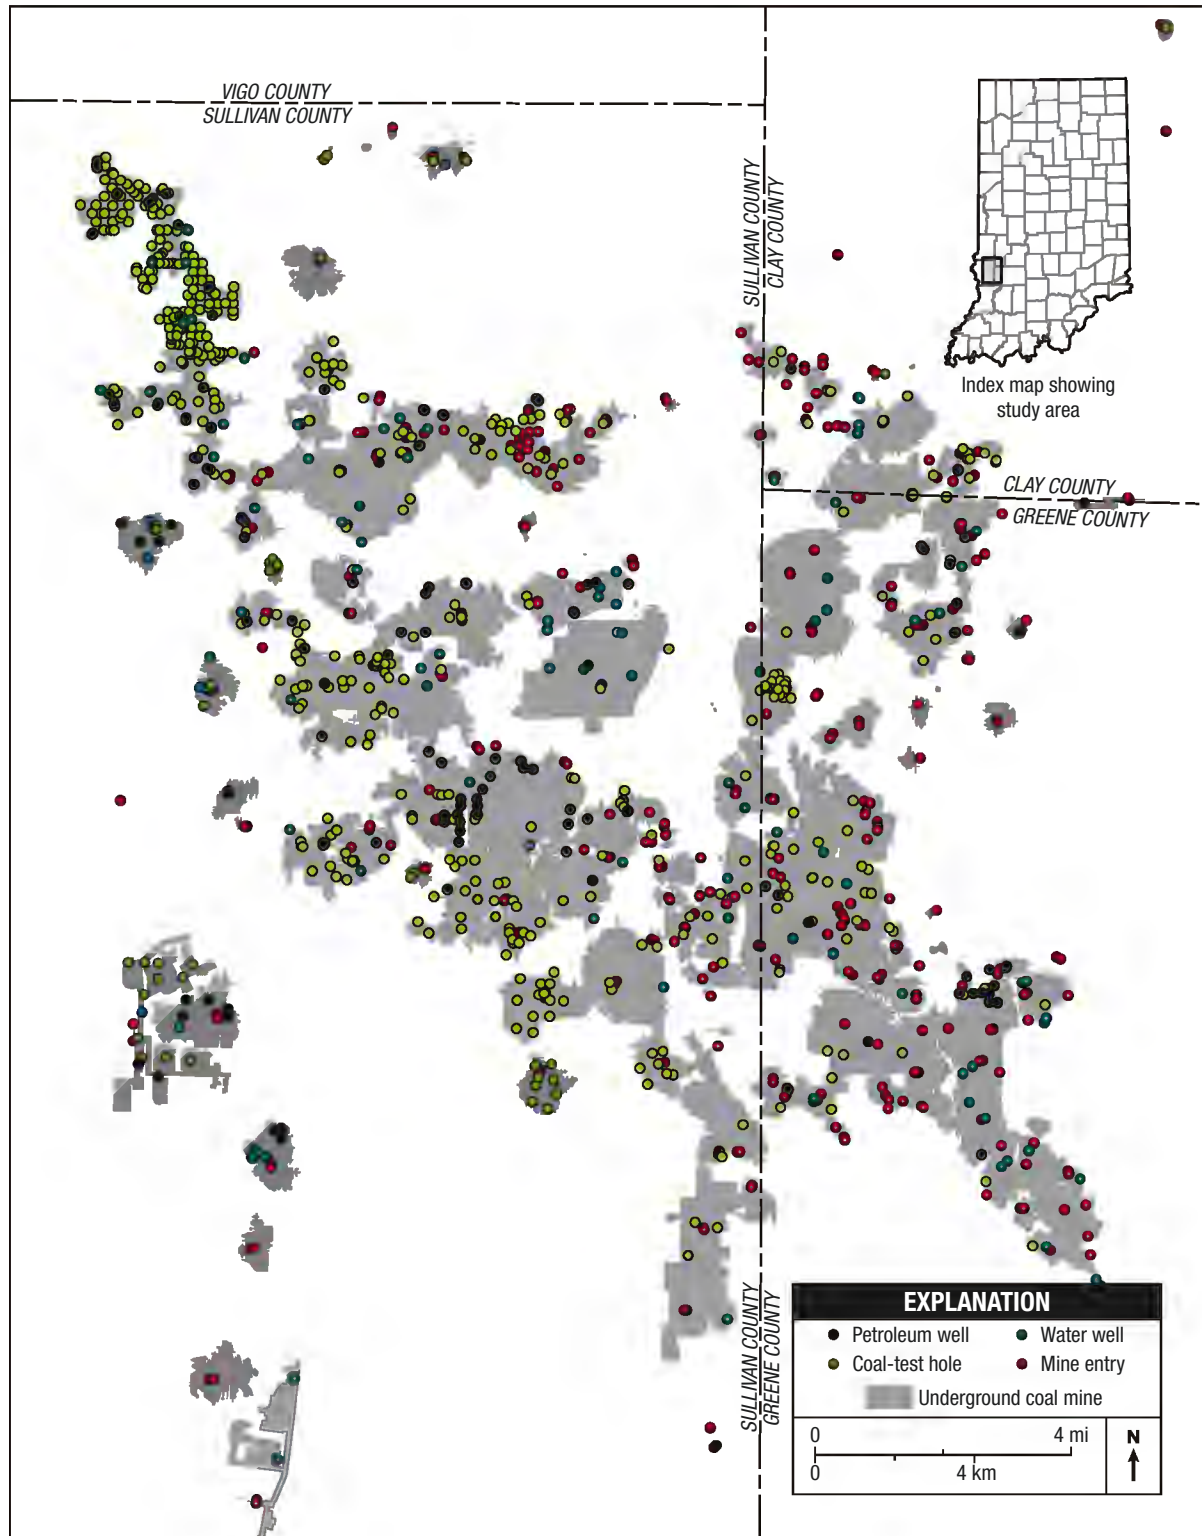 VIGO COUNTY
SULLIVAN COUNTY
SULLIVAN COUNTY
CLAY COUNTY
Index map showing
study area
CLAY COUNTY
GREENE COUNTY
SULLIVAN COUNTY
GREENE COUNTY
EXPLANATION
Petroleum well
Water well
Coal-test hole
Mine entry
Underground coal mine
0 4 mi
0 4 km
N